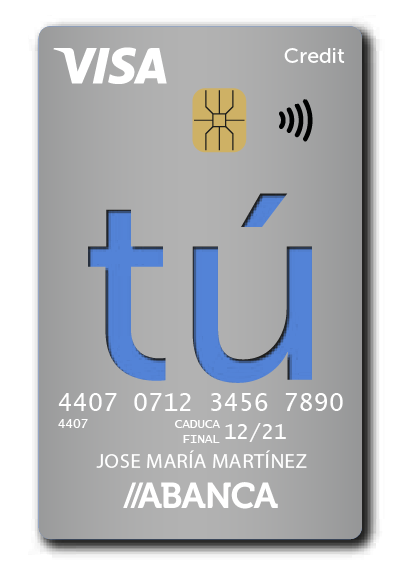 VISA Credit
tú
4407 0712 3456 7890
4407 CADUCA FINAL 12/21
JOSE MARÍA MARTÍNEZ
//ABANCA